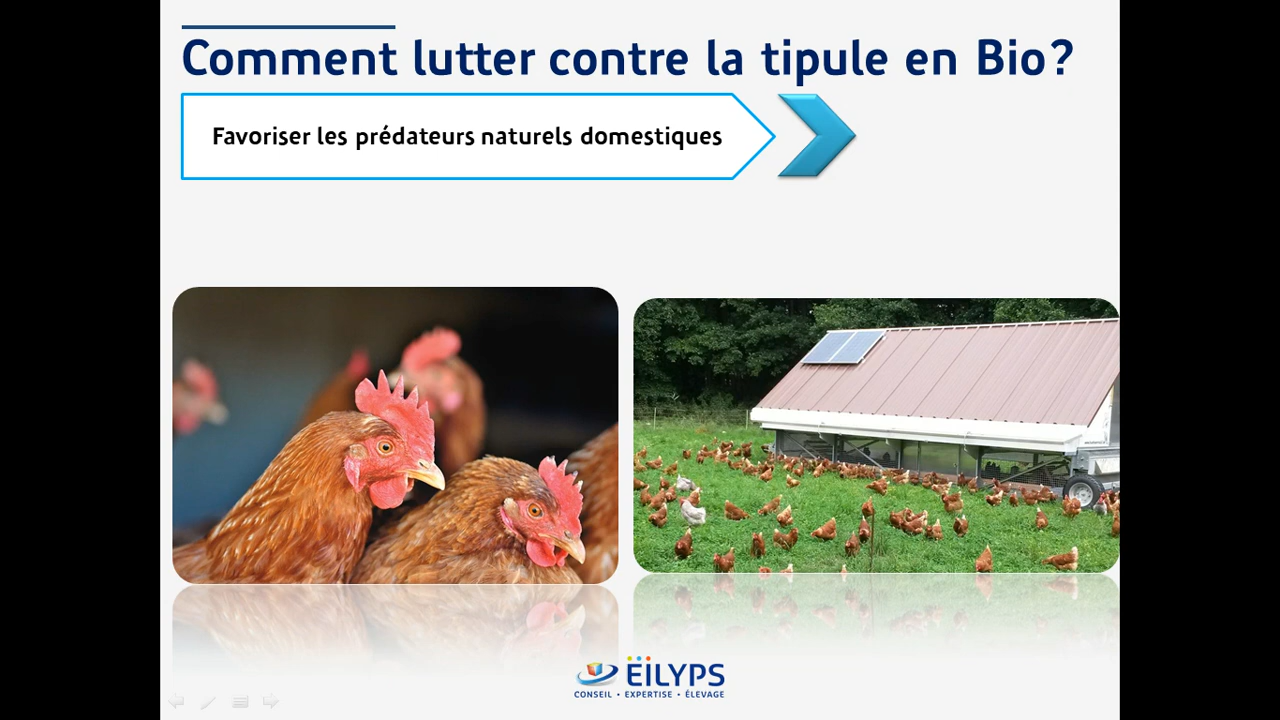 Comment lutter contre la tipule en Bio?
Favoriser les prédateurs naturels domestiques
EILYPS
CONSEIL • EXPERTISE • ÉLEVAGE